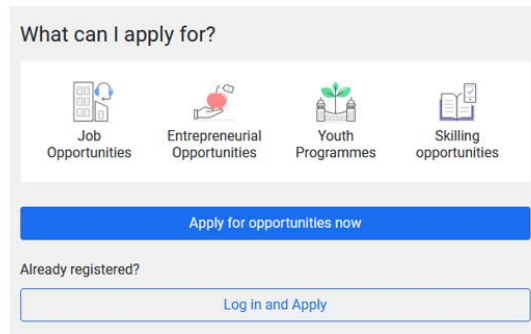 What can I apply for?
Job
Opportunities
Entrepreneurial
Opportunities
Youth
Programmes
Skilling
opportunities
Apply for opportunities now
Already registered?
Log in and Apply